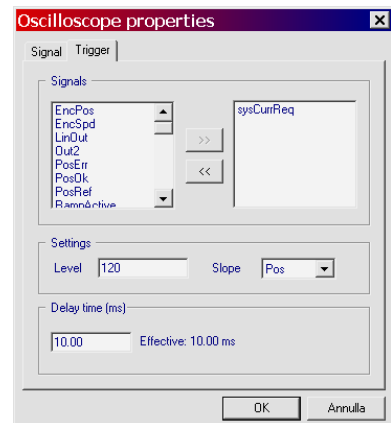 Oscilloscope properties
Signal Trigger
Signals
EncPos
EncSpd
LinOut
Out2
PosErr
PosOk
PosRef
RampActive
>>
<<
sysCurrReq
Settings
Level 120 Slope Pos
Delay time (ms)
10.00 Effective: 10.00 ms
OK Annulla